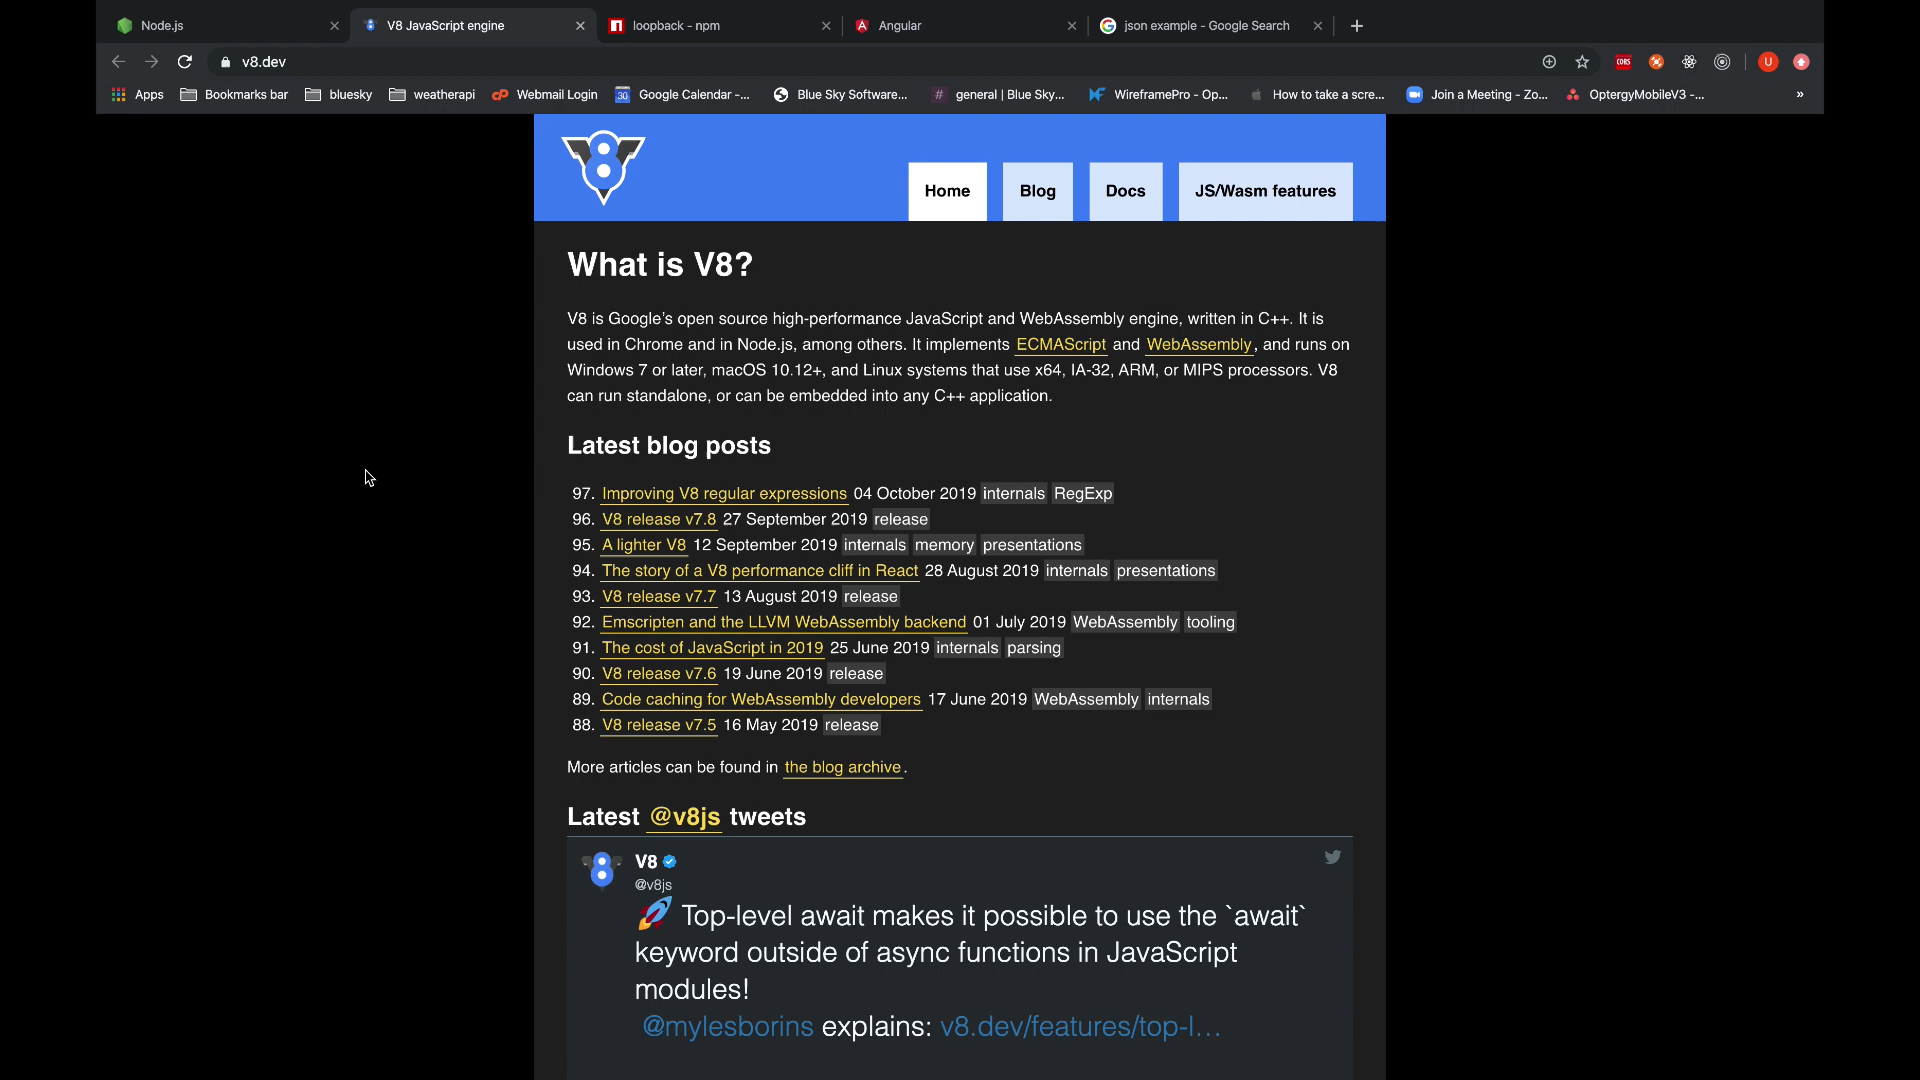 Node.js
V8 JavaScript engine
loopback - npm
Angular
json example - Google Search
v8.dev
CORS
U
Apps
Bookmarks bar
bluesky
weatherapi
cP Webmail Login
30 Google Calendar -...
Blue Sky Software...
# general | Blue Sky...
WireframePro - Op...
How to take a scre...
Join a Meeting - Zo...
OptergyMobileV3 -...
»
Home
Blog
Docs
JS/Wasm features
What is V8?
V8 is Google’s open source high-performance JavaScript and WebAssembly engine, written in C++. It is
used in Chrome and in Node.js, among others. It implements ECMAScript and WebAssembly, and runs on
Windows 7 or later, macOS 10.12+, and Linux systems that use x64, IA-32, ARM, or MIPS processors. V8
can run standalone, or can be embedded into any C++ application.
Latest blog posts
97. Improving V8 regular expressions 04 October 2019 internals RegExp
96. V8 release v7.8 27 September 2019 release
95. A lighter V8 12 September 2019 internals memory presentations
94. The story of a V8 performance cliff in React 28 August 2019 internals presentations
93. V8 release v7.7 13 August 2019 release
92. Emscripten and the LLVM WebAssembly backend 01 July 2019 WebAssembly tooling
91. The cost of JavaScript in 2019 25 June 2019 internals parsing
90. V8 release v7.6 19 June 2019 release
89. Code caching for WebAssembly developers 17 June 2019 WebAssembly internals
88. V8 release v7.5 16 May 2019 release
More articles can be found in the blog archive.
Latest @v8js tweets
V8
@v8js
🚀 Top-level await makes it possible to use the `await`
keyword outside of async functions in JavaScript
modules!
@mylesborins explains: v8.dev/features/top-l…